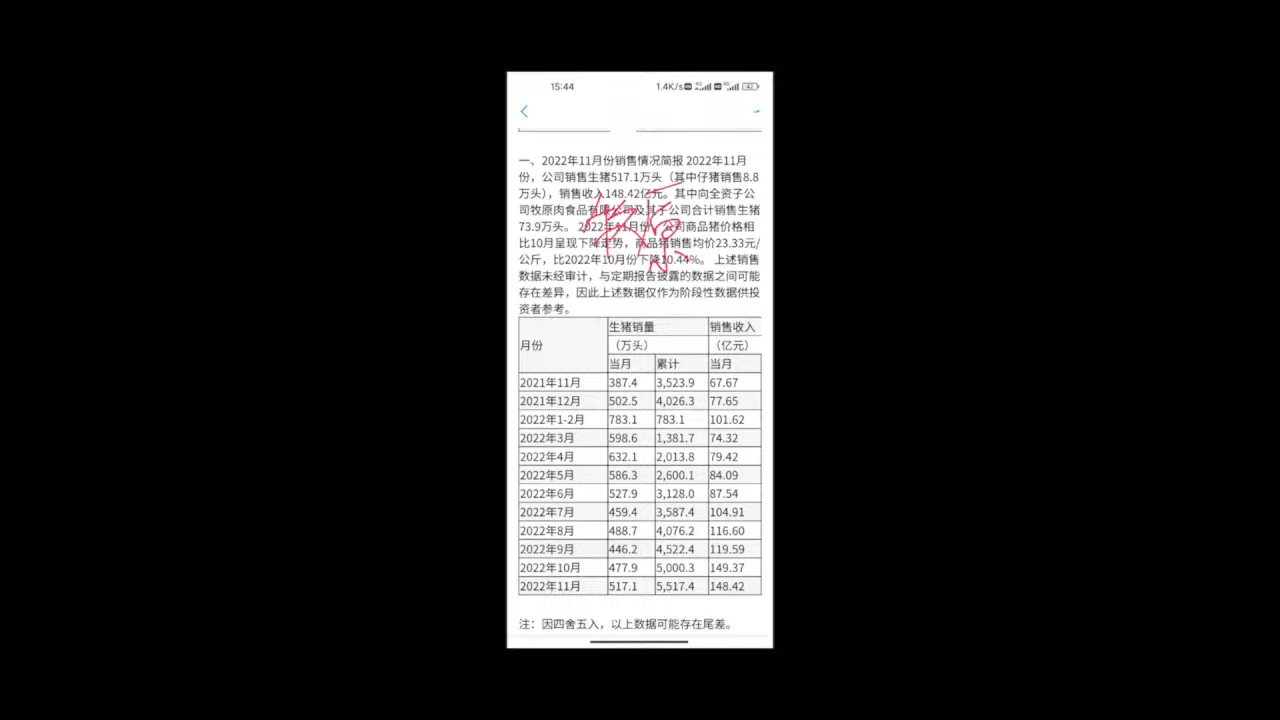 15:44 1.4K/s 4G 4G 42
一、2022年11月份销售情况简报 2022年11月
份，公司销售生猪517.1万头（其中仔猪销售8.8
万头），销售收入148.42亿元。其中向全资子公
司牧原肉食品有限公司及其子公司合计销售生猪
73.9万头。 2022年11月份，公司商品猪价格相
比10月呈现下降走势，商品猪销售均价23.33元/
公斤，比2022年10月份下降10.44%。 上述销售
数据未经审计，与定期报告披露的数据之间可能
存在差异，因此上述数据仅作为阶段性数据供投
资者参考。
牧原
月份 生猪销量 销售收入
（万头） （亿元）
当月 累计 当月
2021年11月 387.4 3,523.9 67.67
2021年12月 502.5 4,026.3 77.65
2022年1-2月 783.1 783.1 101.62
2022年3月 598.6 1,381.7 74.32
2022年4月 632.1 2,013.8 79.42
2022年5月 586.3 2,600.1 84.09
2022年6月 527.9 3,128.0 87.54
2022年7月 459.4 3,587.4 104.91
2022年8月 488.7 4,076.2 116.60
2022年9月 446.2 4,522.4 119.59
2022年10月 477.9 5,000.3 149.37
2022年11月 517.1 5,517.4 148.42
注：因四舍五入，以上数据可能存在尾差。